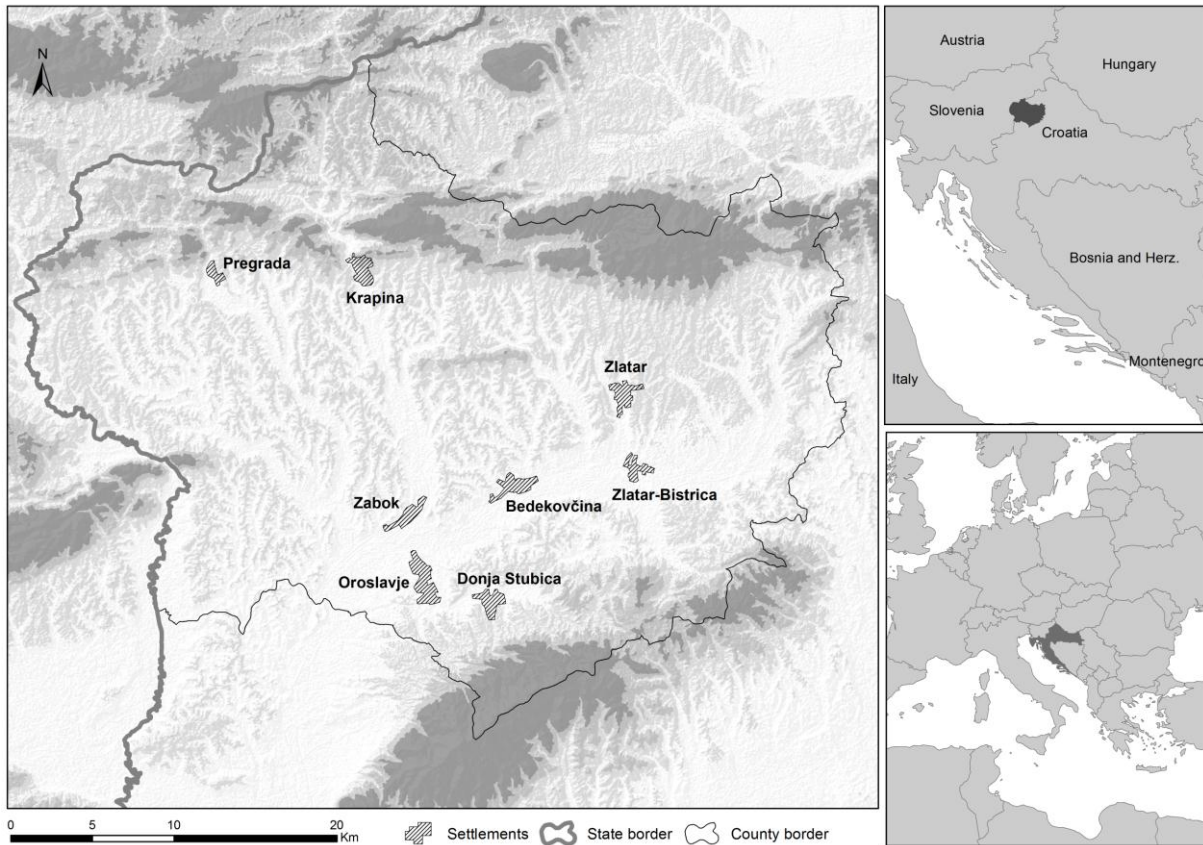 N
Pregrada
Krapina
Zlatar
Zabok
Bedekovčina
Zlatar-Bistrica
Oroslavje
Donja Stubica
0 5 10 20
Km
Settlements State border County border
Austria
Hungary
Slovenia
Croatia
Bosnia and Herz.
Montenegro
Italy